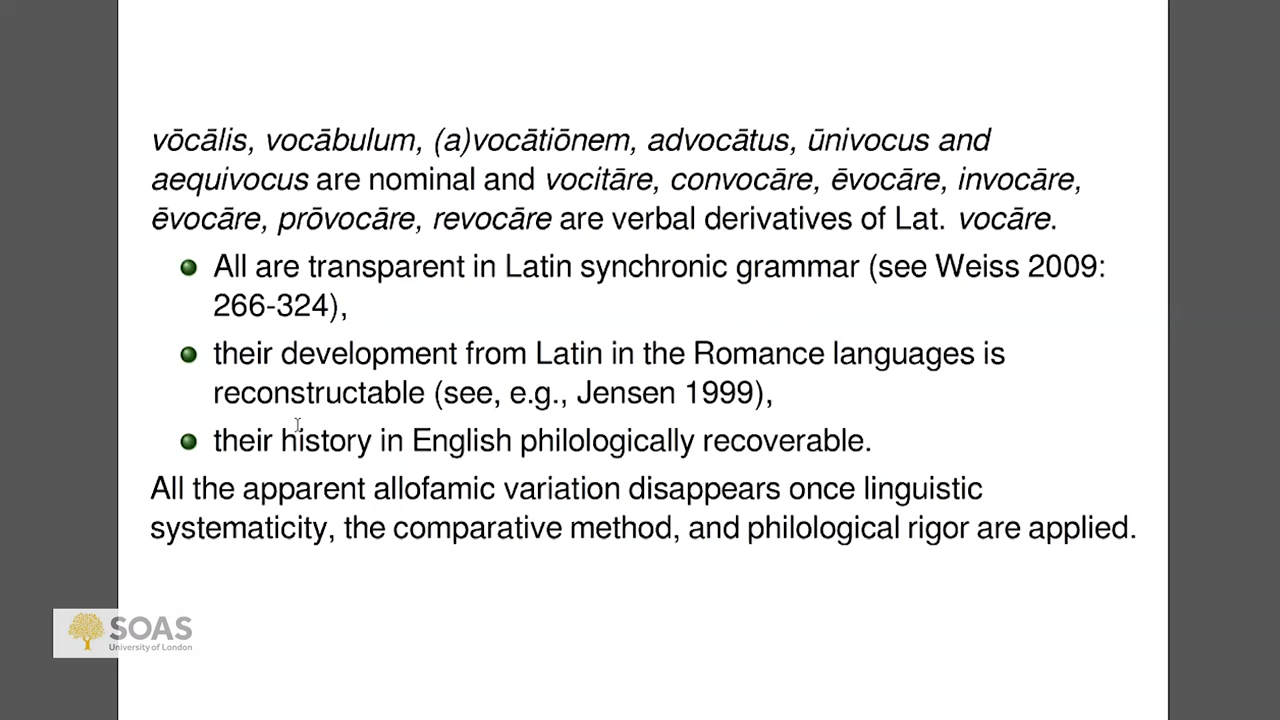 vōcālis, vocābulum, (a)vocātiōnem, advocātus, ūnivocus and
aequivocus are nominal and vocitāre, convocāre, ēvocāre, invocāre,
ēvocāre, prōvocāre, revocāre are verbal derivatives of Lat. vocāre.
All are transparent in Latin synchronic grammar (see Weiss 2009:
266-324),
their development from Latin in the Romance languages is
reconstructable (see, e.g., Jensen 1999),
their history in English philologically recoverable.
All the apparent allofamic variation disappears once linguistic
systematicity, the comparative method, and philological rigor are applied.
SOAS
University of London